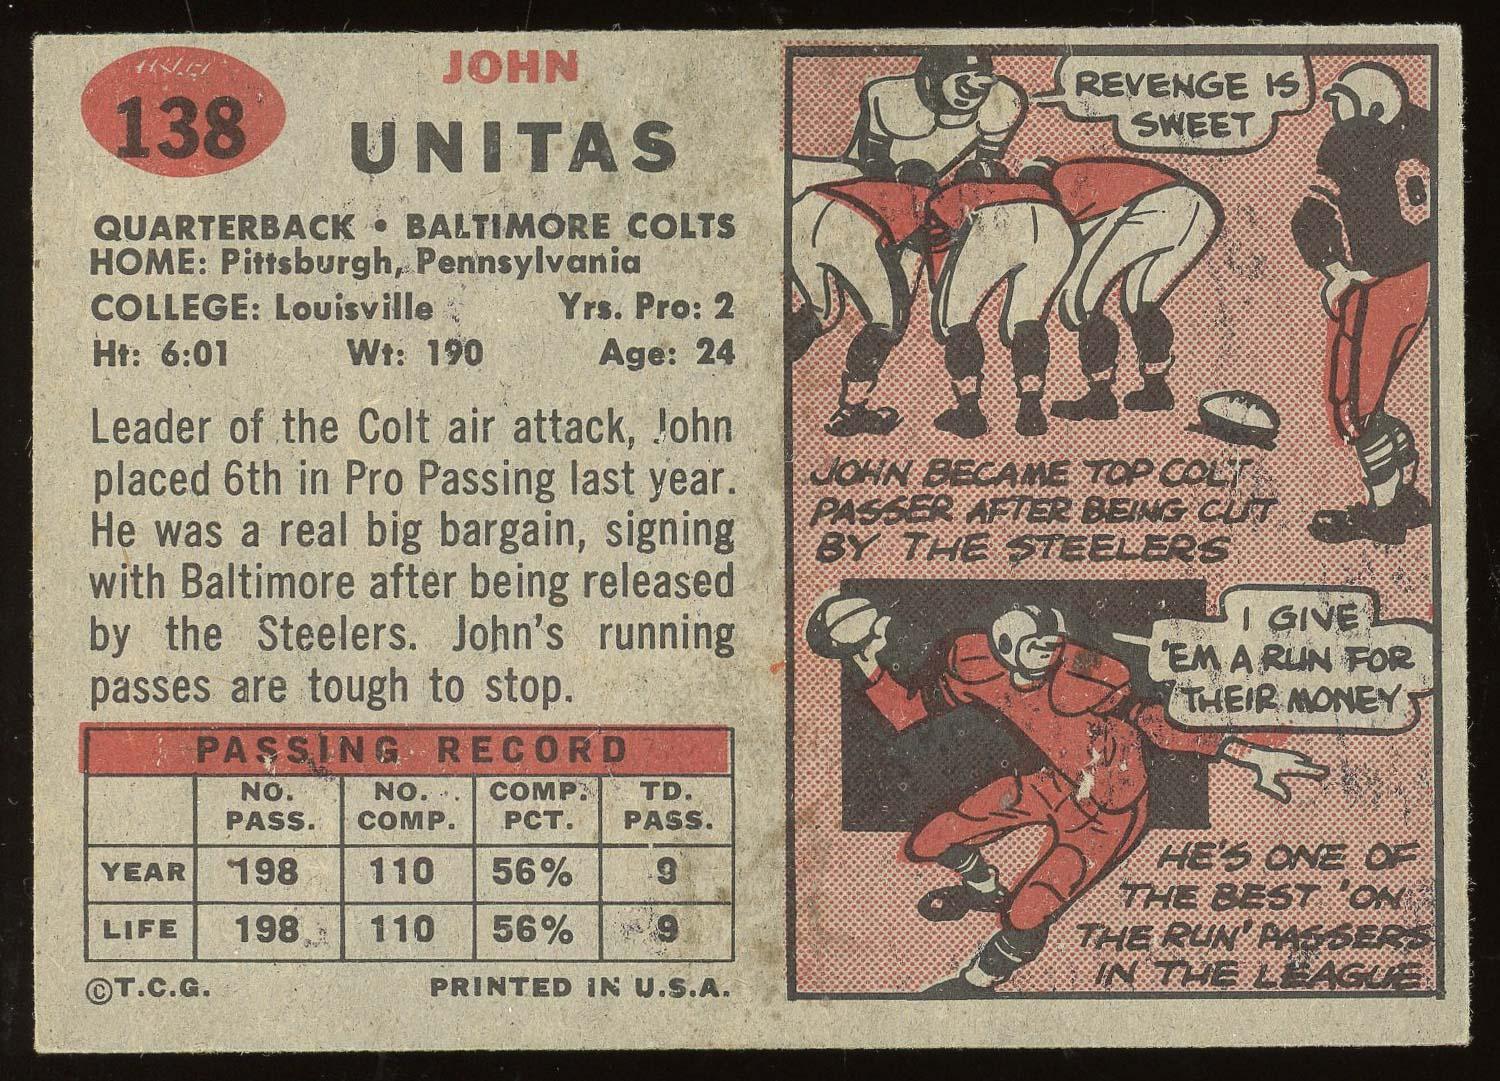 138
JOHN
UNITAS
QUARTERBACK • BALTIMORE COLTS
HOME: Pittsburgh, Pennsylvania
COLLEGE: Louisville Yrs. Pro: 2
Ht: 6:01 Wt: 190 Age: 24
Leader of the Colt air attack, John
placed 6th in Pro Passing last year.
He was a real big bargain, signing
with Baltimore after being released
by the Steelers. John's running
passes are tough to stop.
PASSING RECORD
NO. PASS. NO. COMP. COMP. PCT. TD. PASS.
YEAR 198 110 56% 9
LIFE 198 110 56% 9
©T.C.G. PRINTED IN U.S.A.
REVENGE IS
SWEET
8
JOHN BECAME TOP COLT
PASSER AFTER BEING CUT
BY THE STEELERS
I GIVE
'EM A RUN FOR
THEIR MONEY
HE'S ONE OF
THE BEST 'ON
THE RUN' PASSERS
IN THE LEAGUE